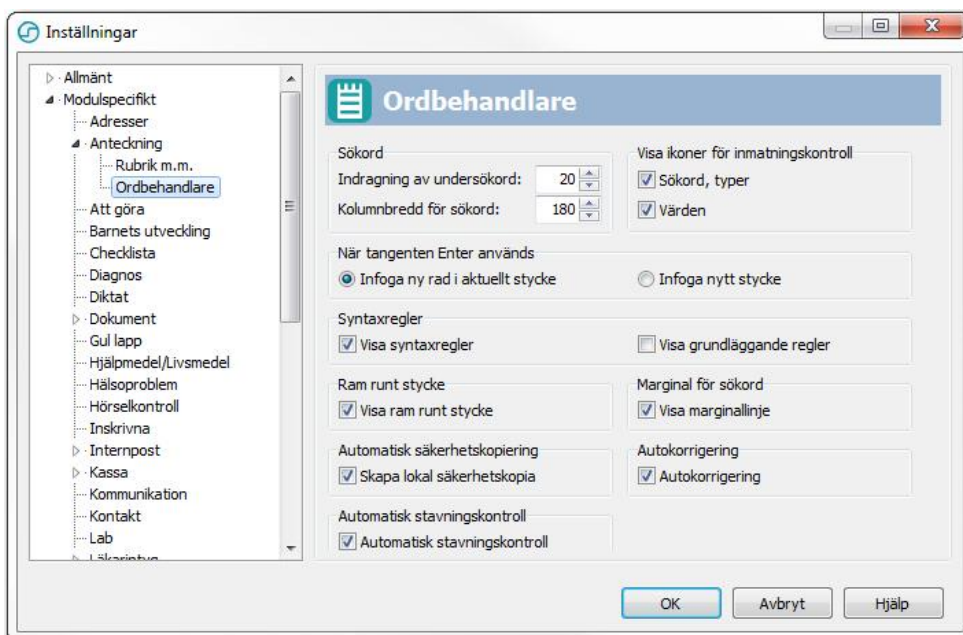 Inställningar
Allmänt
Modulspecifikt
Adresser
Anteckning
Rubrik m.m.
Ordbehandlare
Att göra
Barnets utveckling
Checklista
Diagnos
Diktat
Dokument
Gul lapp
Hjälpmedel/Livsmedel
Hälsoproblem
Hörselkontroll
Inskrivna
Internpost
Kassa
Kommunikation
Kontakt
Lab
Läkarintyg
Ordbehandlare
Sökord
Indragning av undersökord: 20
Kolumnbredd för sökord: 180
Visa ikoner för inmatningskontroll
Sökord, typer
Värden
När tangenten Enter används
Infoga ny rad i aktuellt stycke
Infoga nytt stycke
Syntaxregler
Visa syntaxregler
Visa grundläggande regler
Ram runt stycke
Visa ram runt stycke
Marginal för sökord
Visa marginallinje
Automatisk säkerhetskopiering
Skapa lokal säkerhetskopia
Autokorrigering
Autokorrigering
Automatisk stavningskontroll
Automatisk stavningskontroll
OK
Avbryt
Hjälp